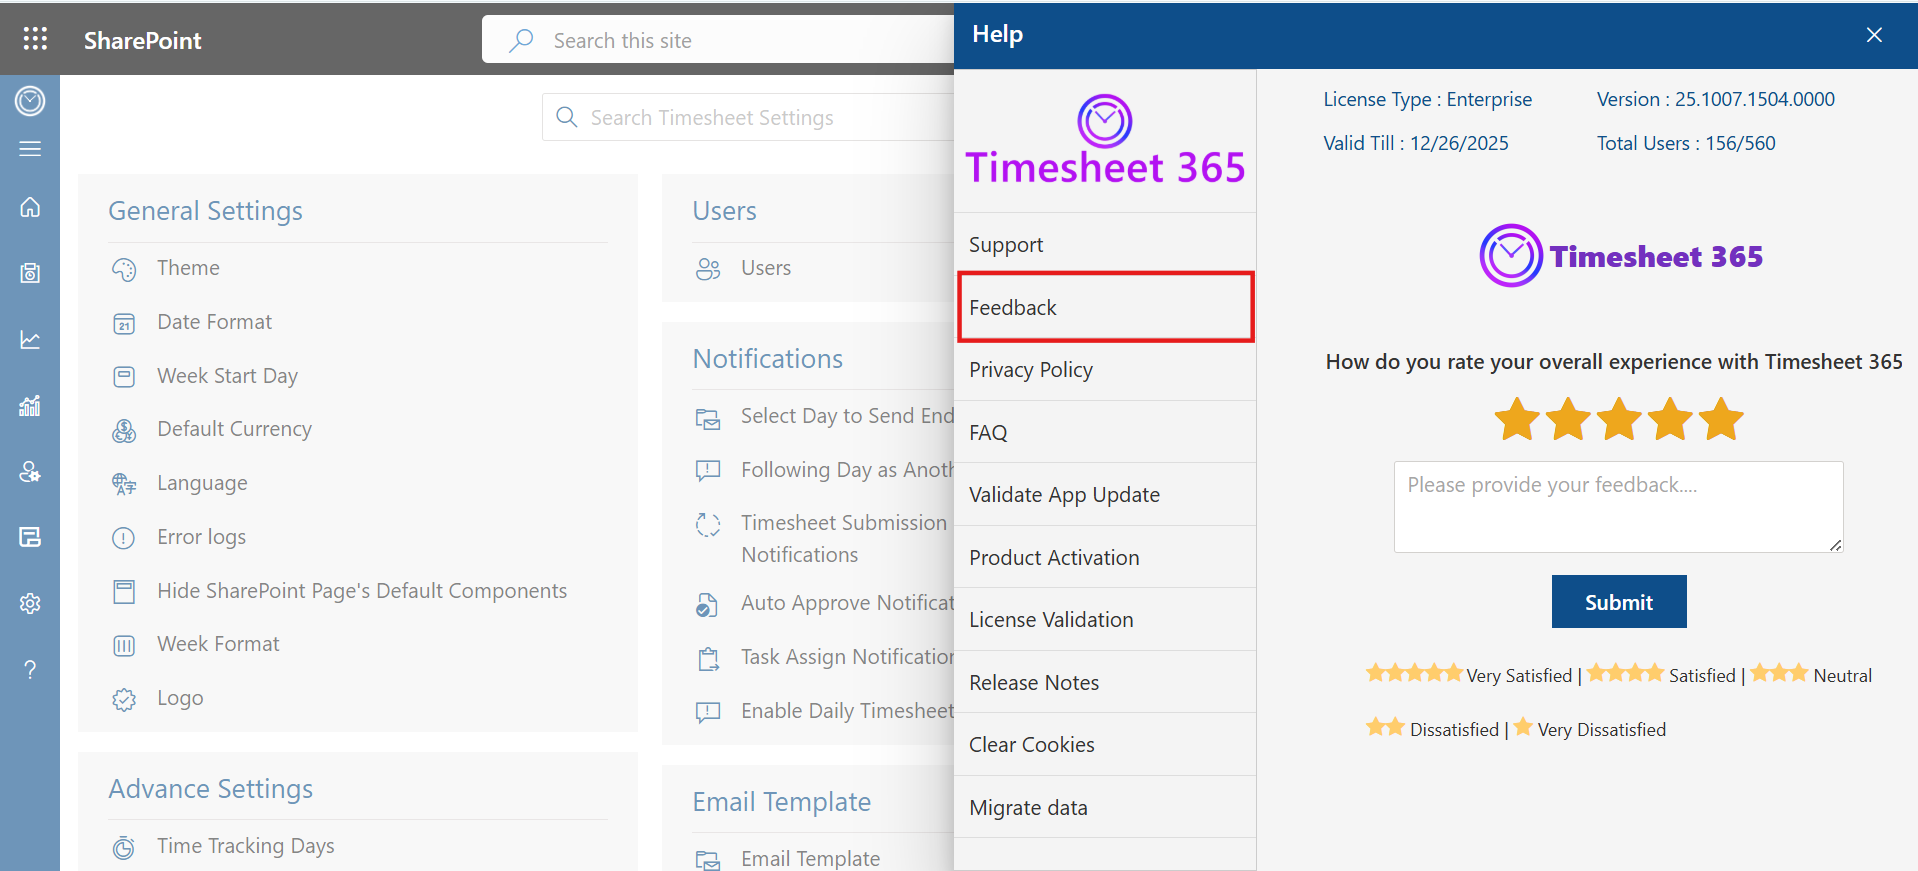 SharePoint
Search this site
Search Timesheet Settings
General Settings
Theme
21
Date Format
Week Start Day
Default Currency
Language
Error logs
Hide SharePoint Page's Default Components
Week Format
Logo
Advance Settings
Time Tracking Days
Users
Users
Notifications
Select Day to Send End
Following Day as Anoth
Timesheet Submission
Notifications
Auto Approve Notificat
Task Assign Notification
Enable Daily Timesheet
Email Template
Email Template
Help
Timesheet 365
Support
Feedback
Privacy Policy
FAQ
Validate App Update
Product Activation
License Validation
Release Notes
Clear Cookies
Migrate data
License Type : Enterprise
Version : 25.1007.1504.0000
Valid Till : 12/26/2025
Total Users : 156/560
Timesheet 365
How do you rate your overall experience with Timesheet 365
Please provide your feedback....
Submit
Very Satisfied | Satisfied | Neutral
Dissatisfied | Very Dissatisfied